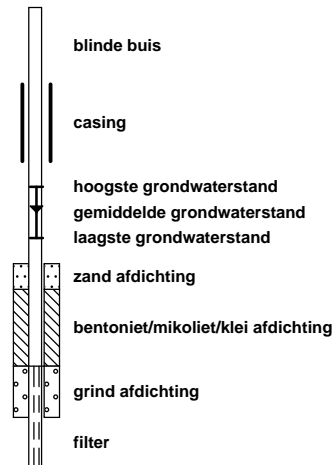 blinde buis
casing
hoogste grondwaterstand
gemiddelde grondwaterstand
laagste grondwaterstand
zand afdichting
bentoniet/mikoliet/klei afdichting
grind afdichting
filter